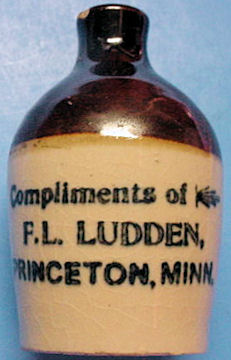 Compliments of
F.L. LUDDEN,
PRINCETON, MINN.